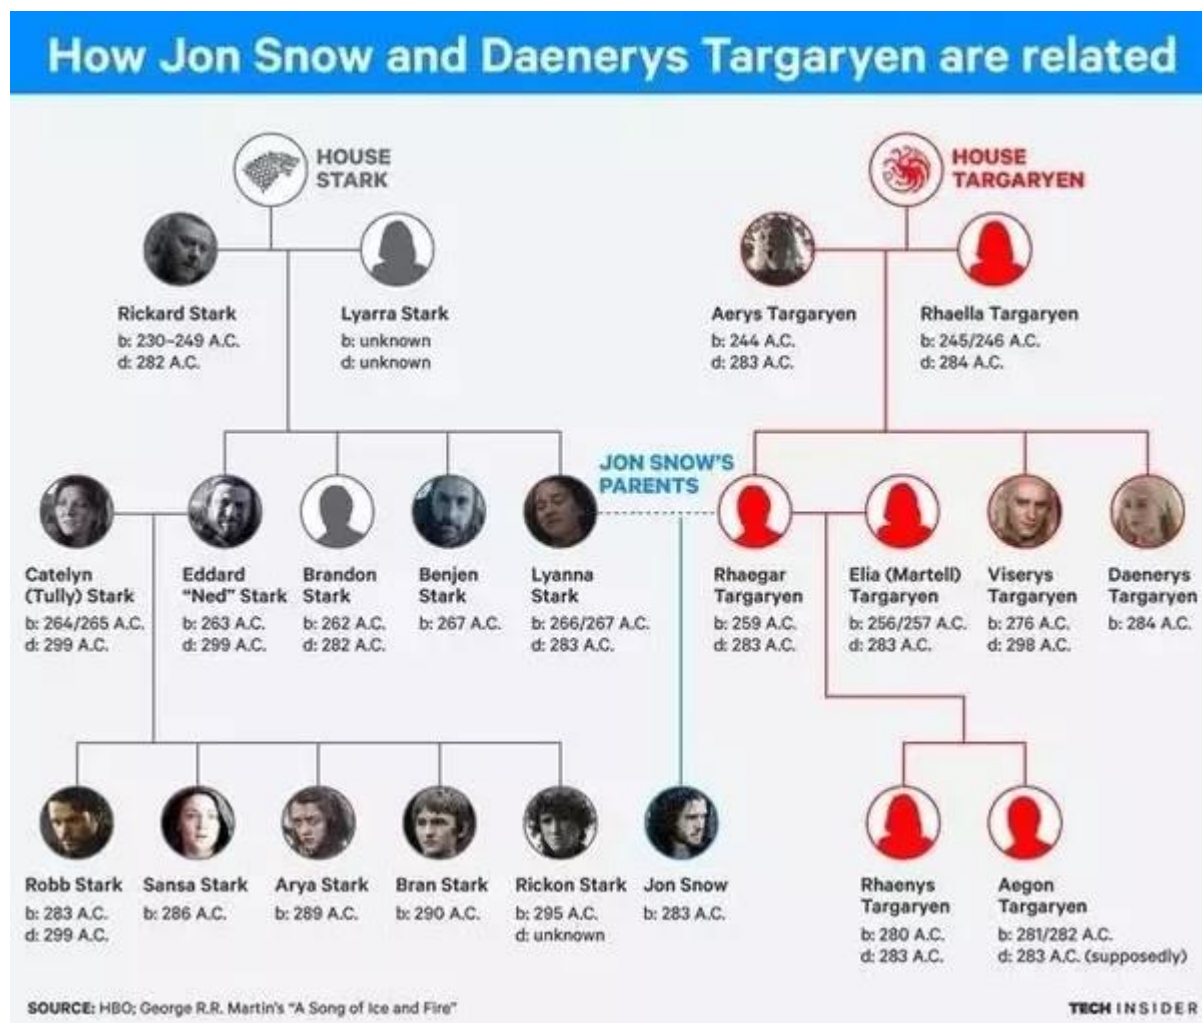 How Jon Snow and Daenerys Targaryen are related
HOUSE
STARK
HOUSE
TARGARYEN
Rickard Stark
b: 230–249 A.C.
d: 282 A.C.
Lyarra Stark
b: unknown
d: unknown
Aerys Targaryen
b: 244 A.C.
d: 283 A.C.
Rhaella Targaryen
b: 245/246 A.C.
d: 284 A.C.
JON SNOW'S
PARENTS
Catelyn
(Tully) Stark
b: 264/265 A.C.
d: 299 A.C.
Eddard
“Ned” Stark
b: 263 A.C.
d: 299 A.C.
Brandon
Stark
b: 262 A.C.
d: 282 A.C.
Benjen
Stark
b: 267 A.C.
Lyanna
Stark
b: 266/267 A.C.
d: 283 A.C.
Rhaegar
Targaryen
b: 259 A.C.
d: 283 A.C.
Elia (Martell)
Targaryen
b: 256/257 A.C.
d: 283 A.C.
Viserys
Targaryen
b: 276 A.C.
d: 298 A.C.
Daenerys
Targaryen
b: 284 A.C.
Robb Stark
b: 283 A.C.
d: 299 A.C.
Sansa Stark
b: 286 A.C.
Arya Stark
b: 289 A.C.
Bran Stark
b: 290 A.C.
Rickon Stark
b: 295 A.C.
d: unknown
Jon Snow
b: 283 A.C.
Rhaenys
Targaryen
b: 280 A.C.
d: 283 A.C.
Aegon
Targaryen
b: 281/282 A.C.
d: 283 A.C. (supposedly)
SOURCE: HBO; George R.R. Martin's “A Song of Ice and Fire”
TECH INSIDER